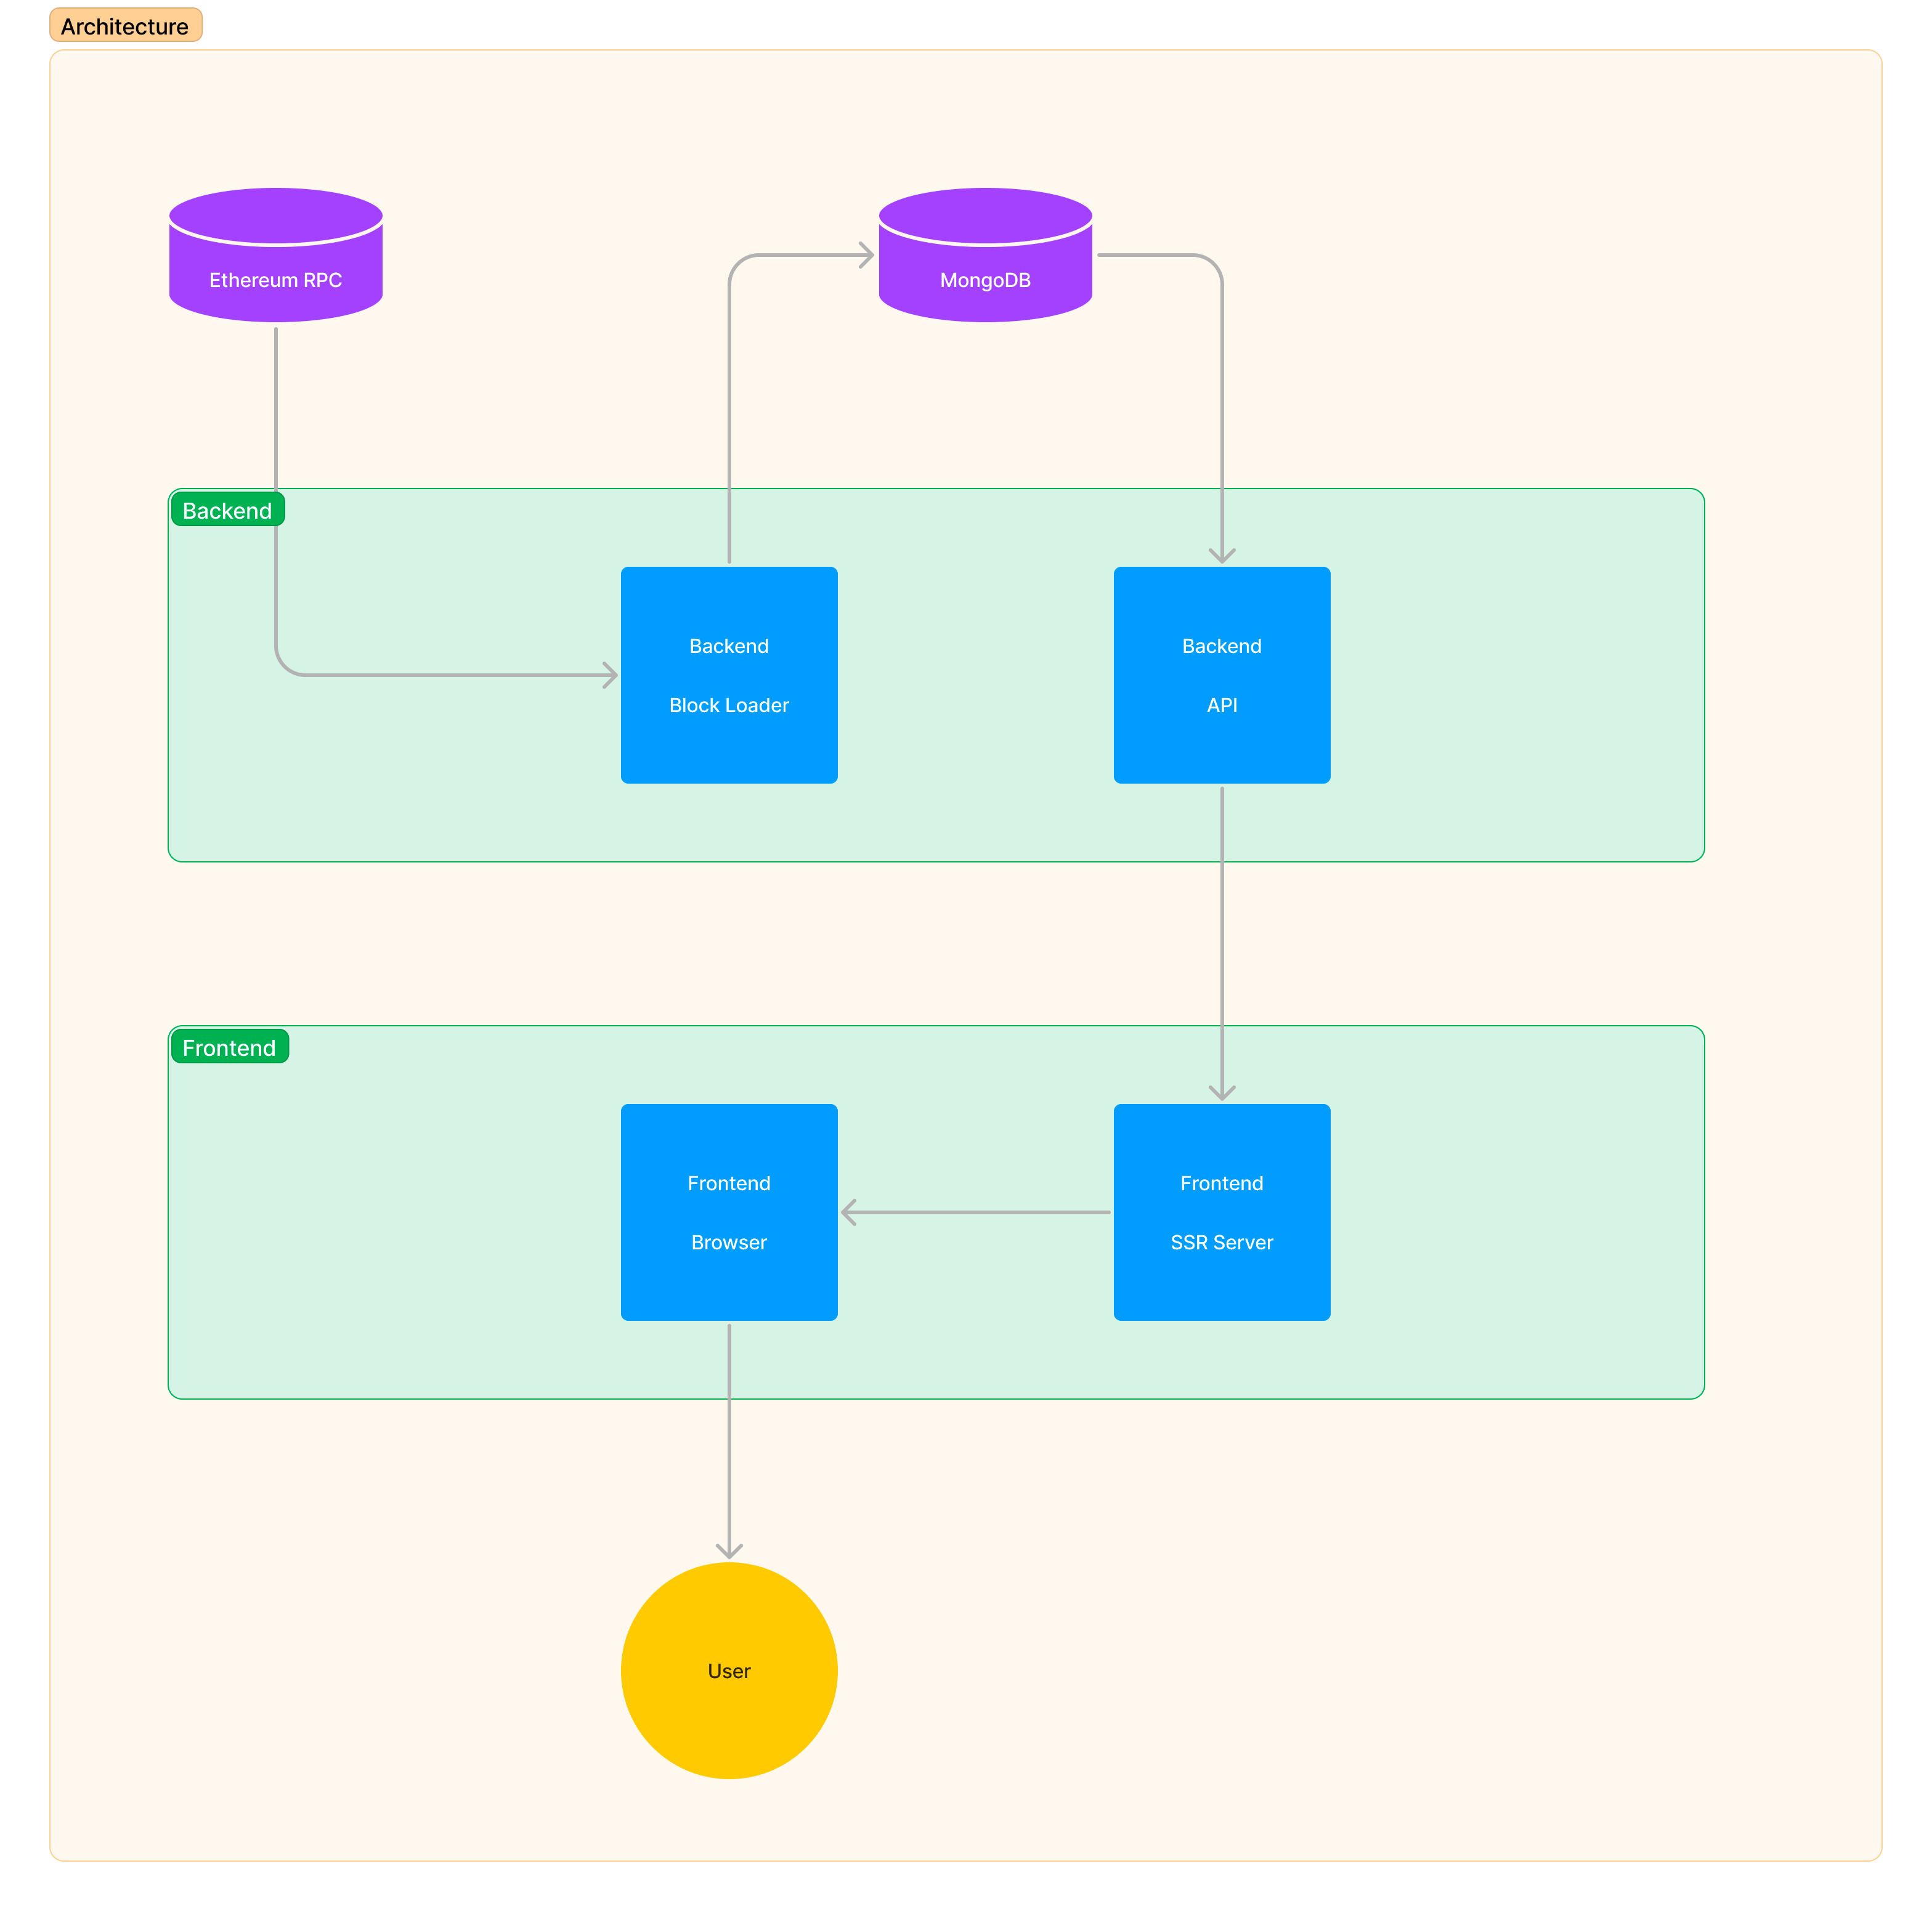 Architecture
Ethereum RPC
MongoDB
Backend
Backend
Block Loader
Backend
API
Frontend
Frontend
Browser
Frontend
SSR Server
User